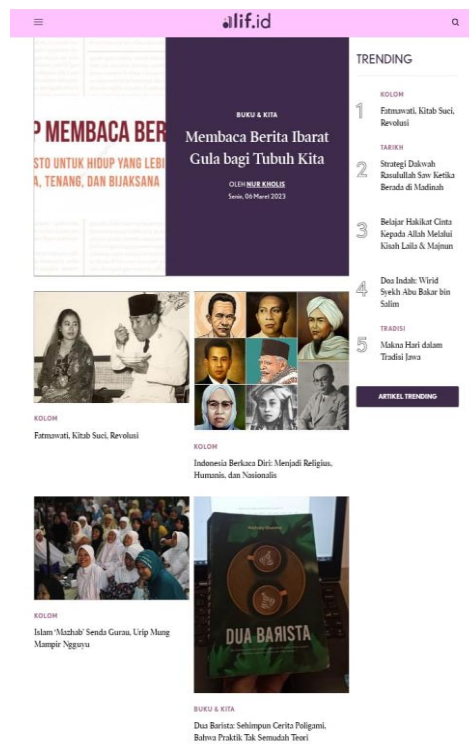 alif.id
P MEMBACA BER
STO UNTUK HIDUP YANG LEBI
A, TENANG, DAN BIJAKSANA
BUKU & KITA
Membaca Berita Ibarat
Gula bagi Tubuh Kita
OLEH NUR KHOLIS
Senin, 06 Maret 2023
TRENDING
1
KOLOM
Fatmawati, Kitab Suci,
Revolusi
2
TARIKH
Strategi Dakwah
Rasulullah Saw Ketika
Berada di Madinah
3
Belajar Hakikat Cinta
Kepada Allah Melalui
Kisah Laila & Majnun
4
Doa Indah: Wirid
Syekh Abu Bakar bin
Salim
5
TRADISI
Makna Hari dalam
Tradisi Jawa
ARTIKEL TRENDING
KOLOM
Fatmawati, Kitab Suci, Revolusi
KOLOM
Indonesia Berkaca Diri: Menjadi Religius,
Humanis, dan Nasionalis
KOLOM
Islam ‘Mazhab’ Senda Gurau, Urip Mung
Mampir Ngguyu
DUA BARISTA
BUKU & KITA
Dua Barista: Sehimpun Cerita Poligami,
Bahwa Praktik Tak Semudah Teori